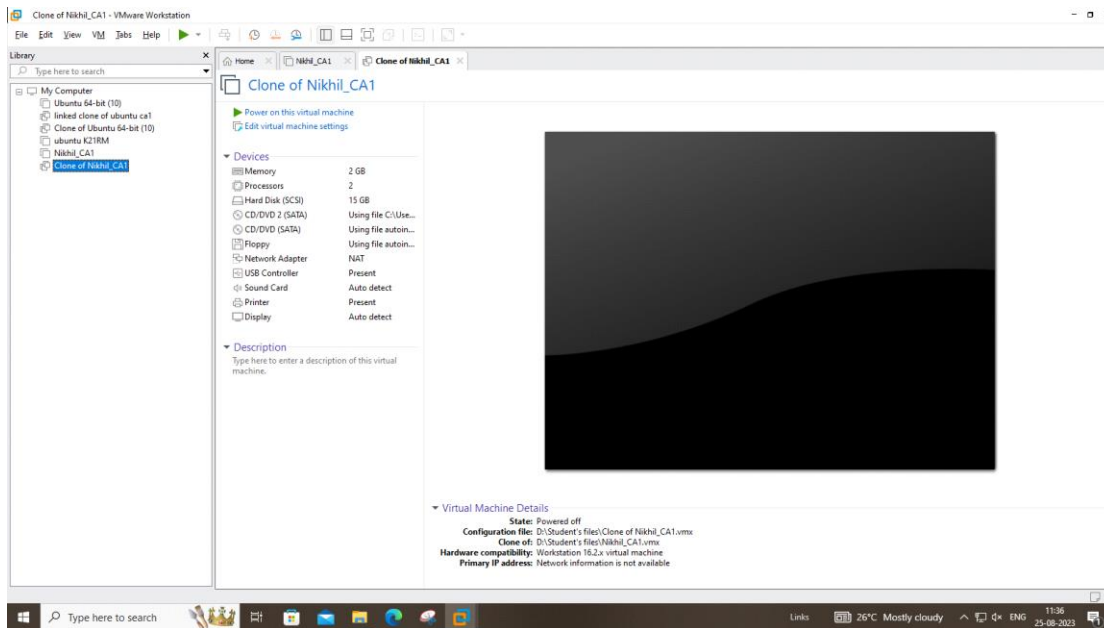 Clone of Nikhil_CA1 - VMware Workstation
File Edit View VM Tabs Help
Library
Type here to search
My Computer
Ubuntu 64-bit (10)
linked clone of ubuntu ca1
Clone of Ubuntu 64-bit (10)
ubuntu K21RM
Nikhil_CA1
Clone of Nikhil_CA1
Home Nikhil_CA1 Clone of Nikhil_CA1
Clone of Nikhil_CA1
Power on this virtual machine
Edit virtual machine settings
Devices
Memory 2 GB
Processors 2
Hard Disk (SCSI) 15 GB
CD/DVD 2 (SATA) Using file C:\Use...
CD/DVD (SATA) Using file autoin...
Floppy Using file autoin...
Network Adapter NAT
USB Controller Present
Sound Card Auto detect
Printer Present
Display Auto detect
Description
Type here to enter a description of this virtual
machine.
Virtual Machine Details
State: Powered off
Configuration file: D:\Student's files\Clone of Nikhil_CA1.vmx
Clone of: D:\Student's files\Nikhil_CA1.vmx
Hardware compatibility: Workstation 16.2.x virtual machine
Primary IP address: Network information is not available
Type here to search
Links 26°C Mostly cloudy ENG 11:36
25-08-2023